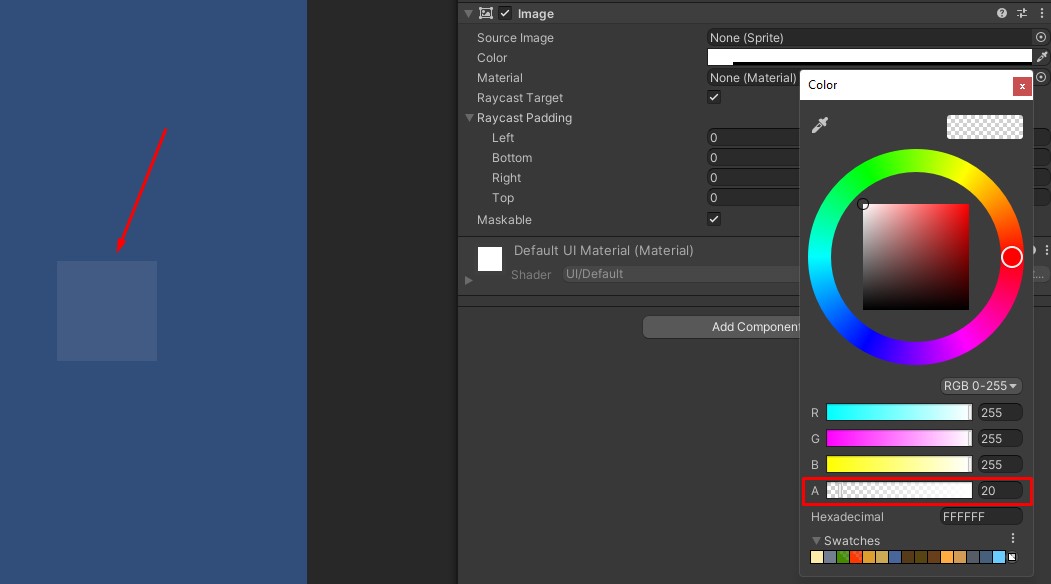 Image
Source Image None (Sprite)
Color
Material None (Material)
Raycast Target
Raycast Padding
Left 0
Bottom 0
Right 0
Top 0
Maskable
Default UI Material (Material)
Shader UI/Default
Add Component
Color
x
RGB 0-255
R 255
G 255
B 255
A 20
Hexadecimal FFFFFF
Swatches